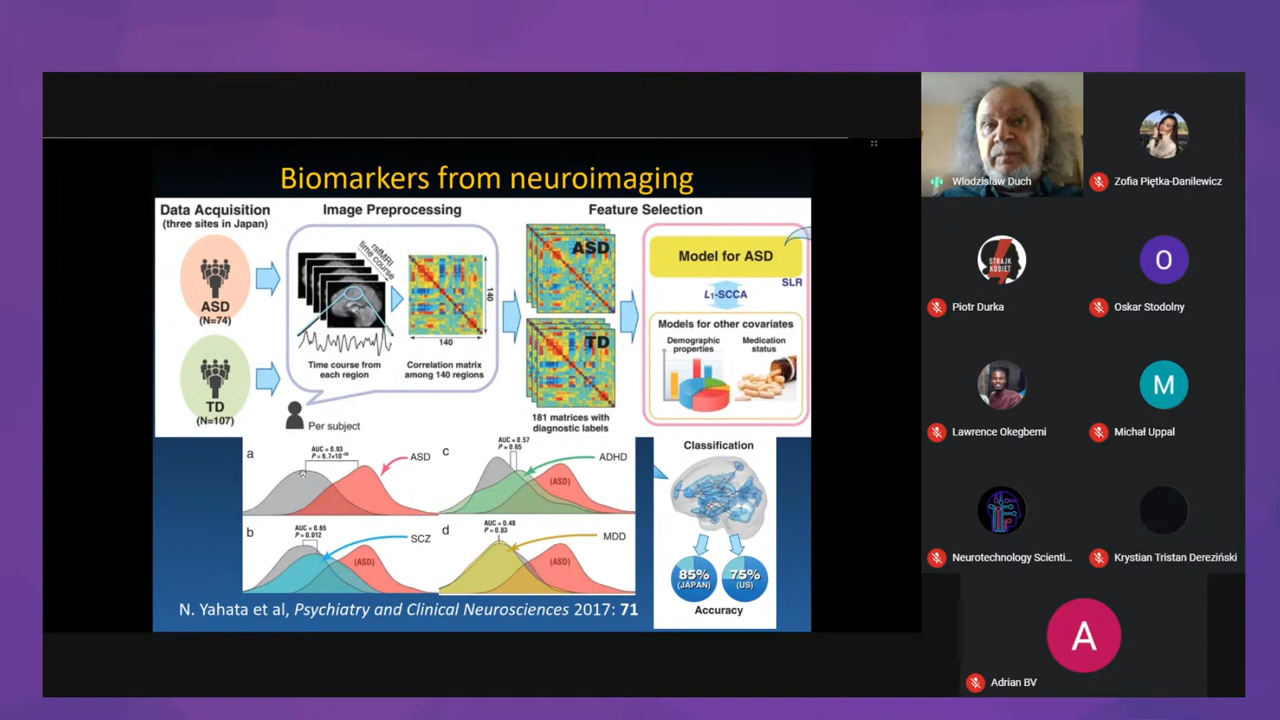 Biomarkers from neuroimaging
Data Acquisition
(three sites in Japan)
ASD
(N=74)
TD
(N=107)
Image Preprocessing
rsfMRI
time course
140
140
Time course from
each region
Correlation matrix
among 140 regions
Per subject
Feature Selection
ASD
TD
181 matrices with
diagnostic labels
Model for ASD
SLR
L1-SCCA
Models for other covariates
Demographic
properties
Medication
status
a
AUC = 0.93
ASD
b
AUC = 0.65
P = 0.012
SCZ
(ASD)
c
AUC = 0.57
P = 0.65
ADHD
(ASD)
d
AUC = 0.48
P = 0.83
MDD
(ASD)
Classification
85%
(JAPAN)
75%
(US)
Accuracy
N. Yahata et al, Psychiatry and Clinical Neurosciences 2017: 71
Wlodzislaw Duch
Zofia Piętka-Danilewicz
STRAJK
KOBIET
Piotr Durka
O
Oskar Stodolny
Lawrence Okegbemi
M
Michał Uppal
Neurotechnology Scienti...
Krystian Tristan Dereziński
A
Adrian BV